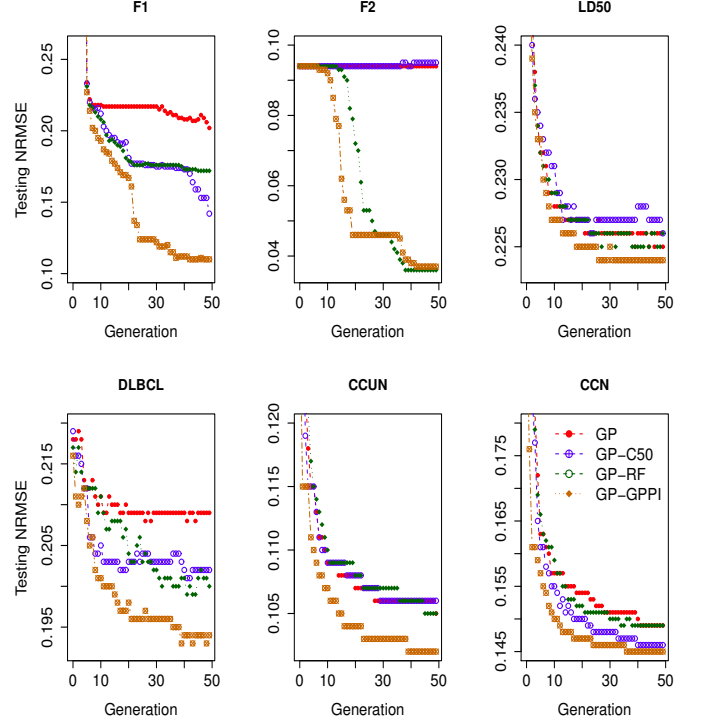 F1
F2
LD50
Testing NRMSE
0.10
0.15
0.20
0.25
0 10 30 50
Generation
0.04
0.06
0.08
0.10
0 10 30 50
Generation
0.225
0.230
0.235
0.240
0 10 30 50
Generation
DLBCL
CCUN
CCN
Testing NRMSE
0.195
0.205
0.215
0 10 30 50
Generation
0.105
0.110
0.115
0.120
0 10 30 50
Generation
0.145
0.155
0.165
0.175
0 10 30 50
Generation
GP
GP−C50
GP−RF
GP−GPPI